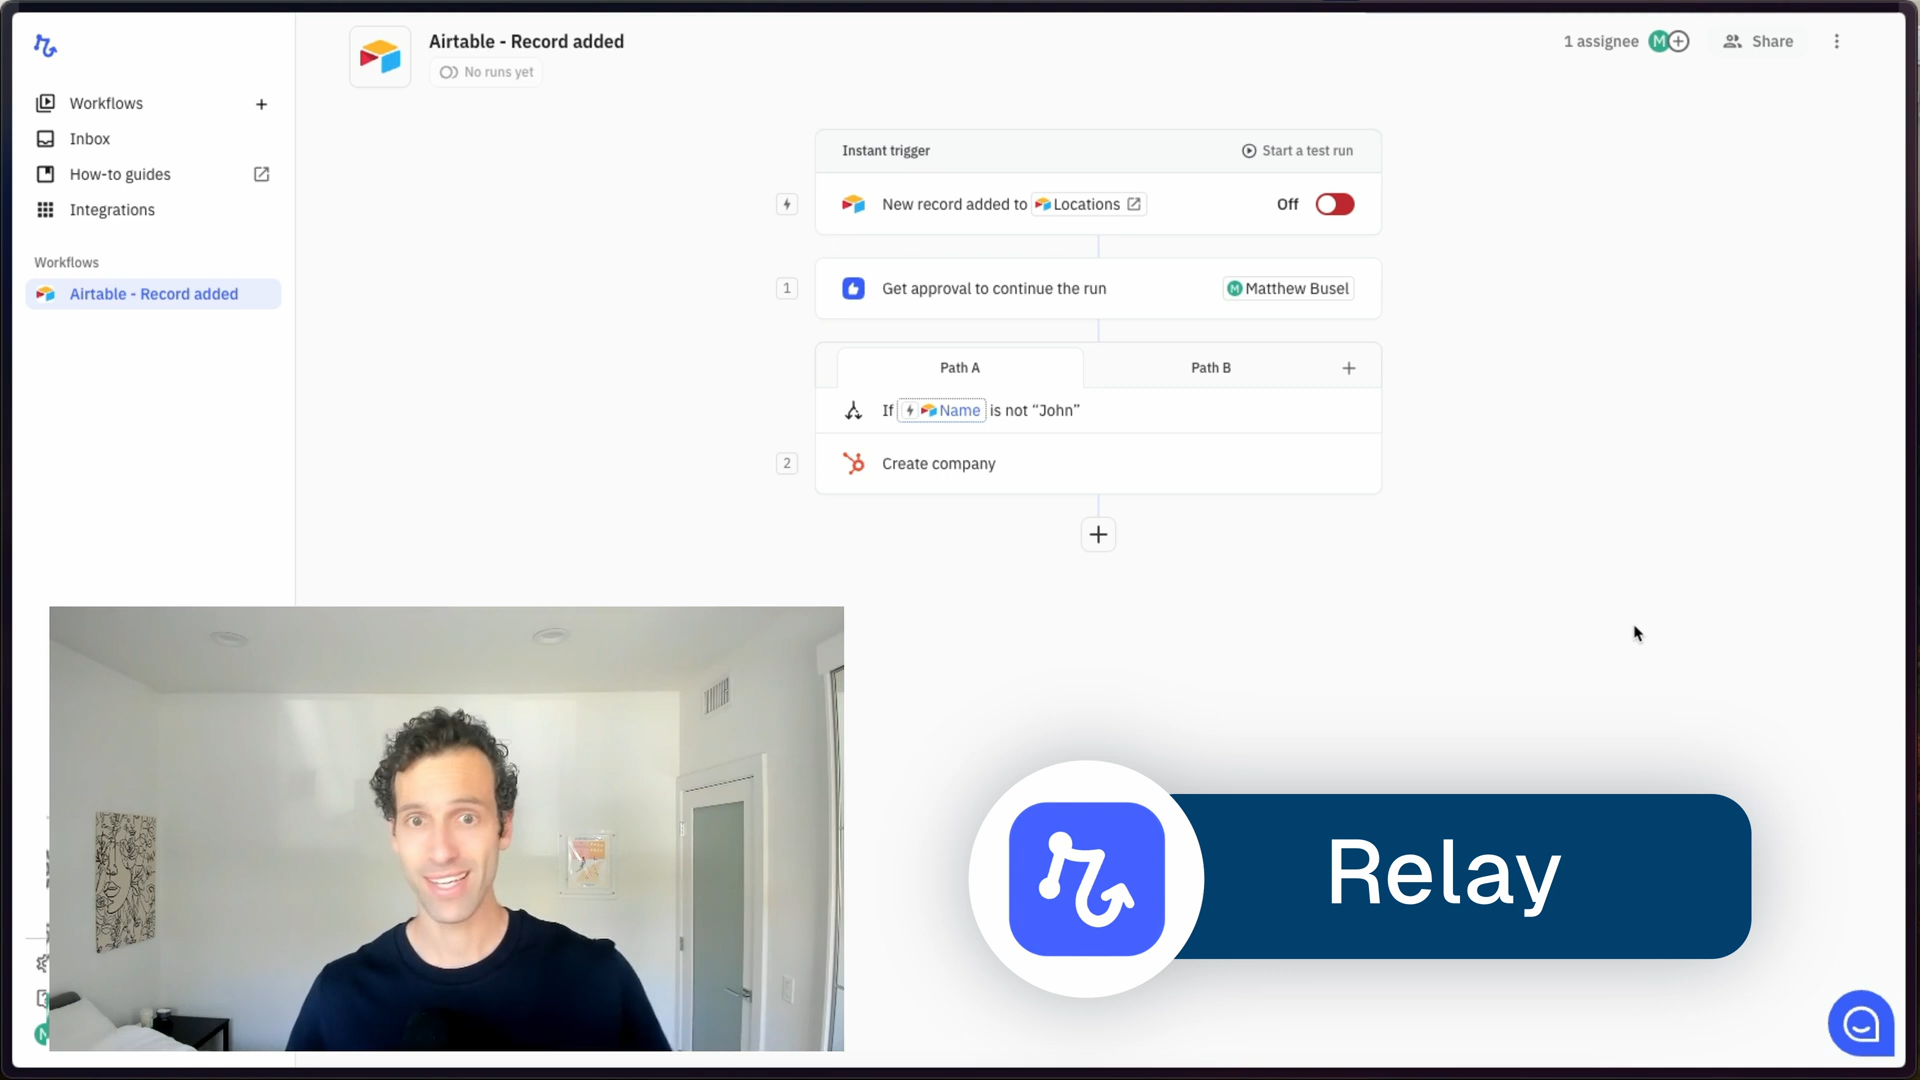 Airtable - Record added
No runs yet
1 assignee
M
Share
Workflows
Inbox
How-to guides
Integrations
Workflows
Airtable - Record added
Instant trigger
Start a test run
New record added to Locations
Off
1
Get approval to continue the run
M Matthew Busel
Path A
Path B
If Name is not “John”
2
Create company
Relay